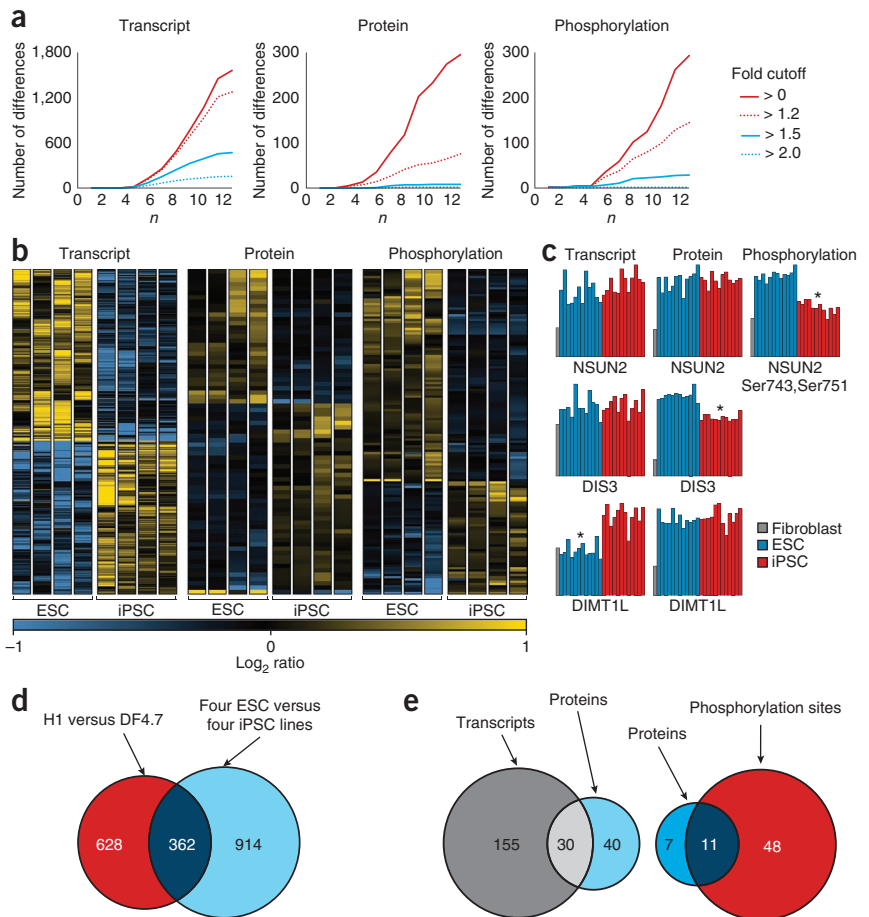 a
Transcript
Protein
Phosphorylation
Number of differences
1,800
1,200
600
0
0 2 4 6 8 10 12
n
Number of differences
300
200
100
0
0 2 4 6 8 10 12
n
Number of differences
300
200
100
0
0 2 4 6 8 10 12
n
Fold cutoff
> 0
> 1.2
> 1.5
> 2.0
b
Transcript
Protein
Phosphorylation
ESC
iPSC
ESC
iPSC
ESC
iPSC
–1
0
1
Log2 ratio
c
Transcript
Protein
Phosphorylation
*
NSUN2
NSUN2
NSUN2
Ser743,Ser751
*
DIS3
DIS3
*
DIMT1L
DIMT1L
Fibroblast
ESC
iPSC
d
H1 versus DF4.7
Four ESC versus
four iPSC lines
628
362
914
e
Transcripts
Proteins
Proteins
Phosphorylation sites
155
30
40
7
11
48